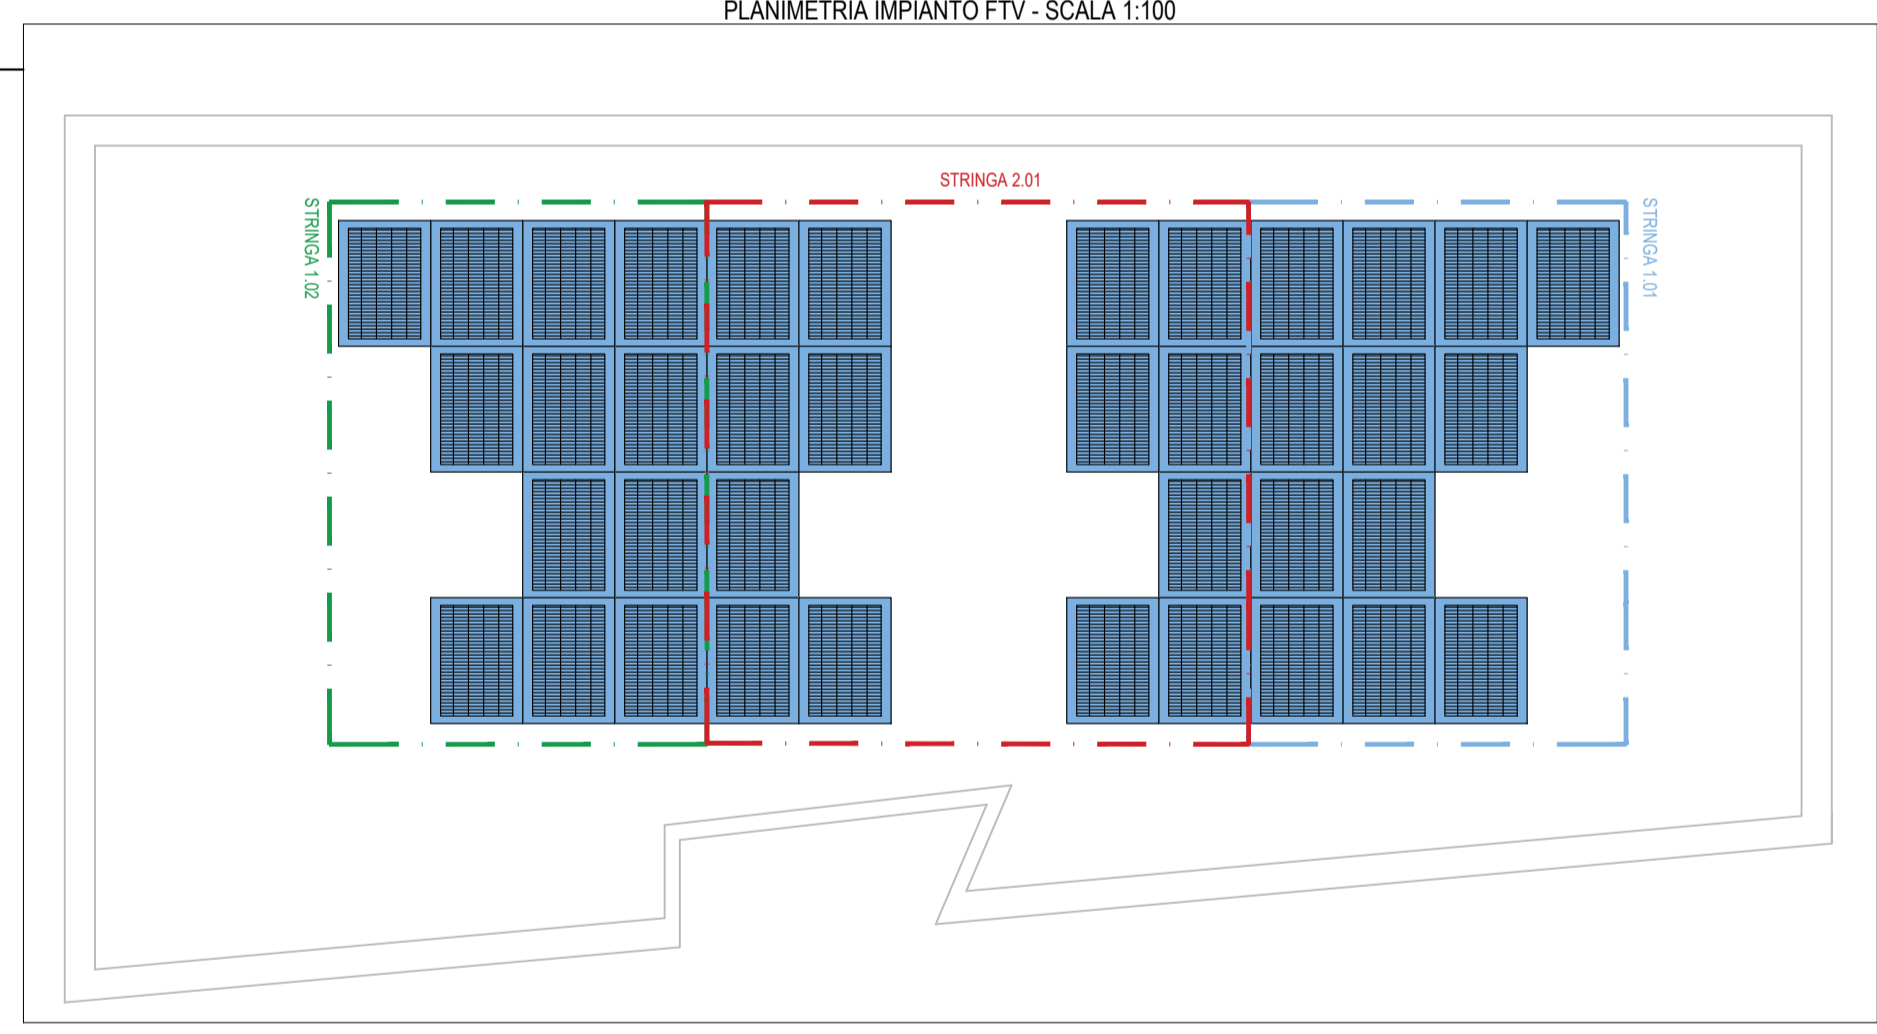 PLANIMETRIA IMPIANTO FTV - SCALA 1:100
STRINGA 2.01
STRINGA 1.02
STRINGA 1.01